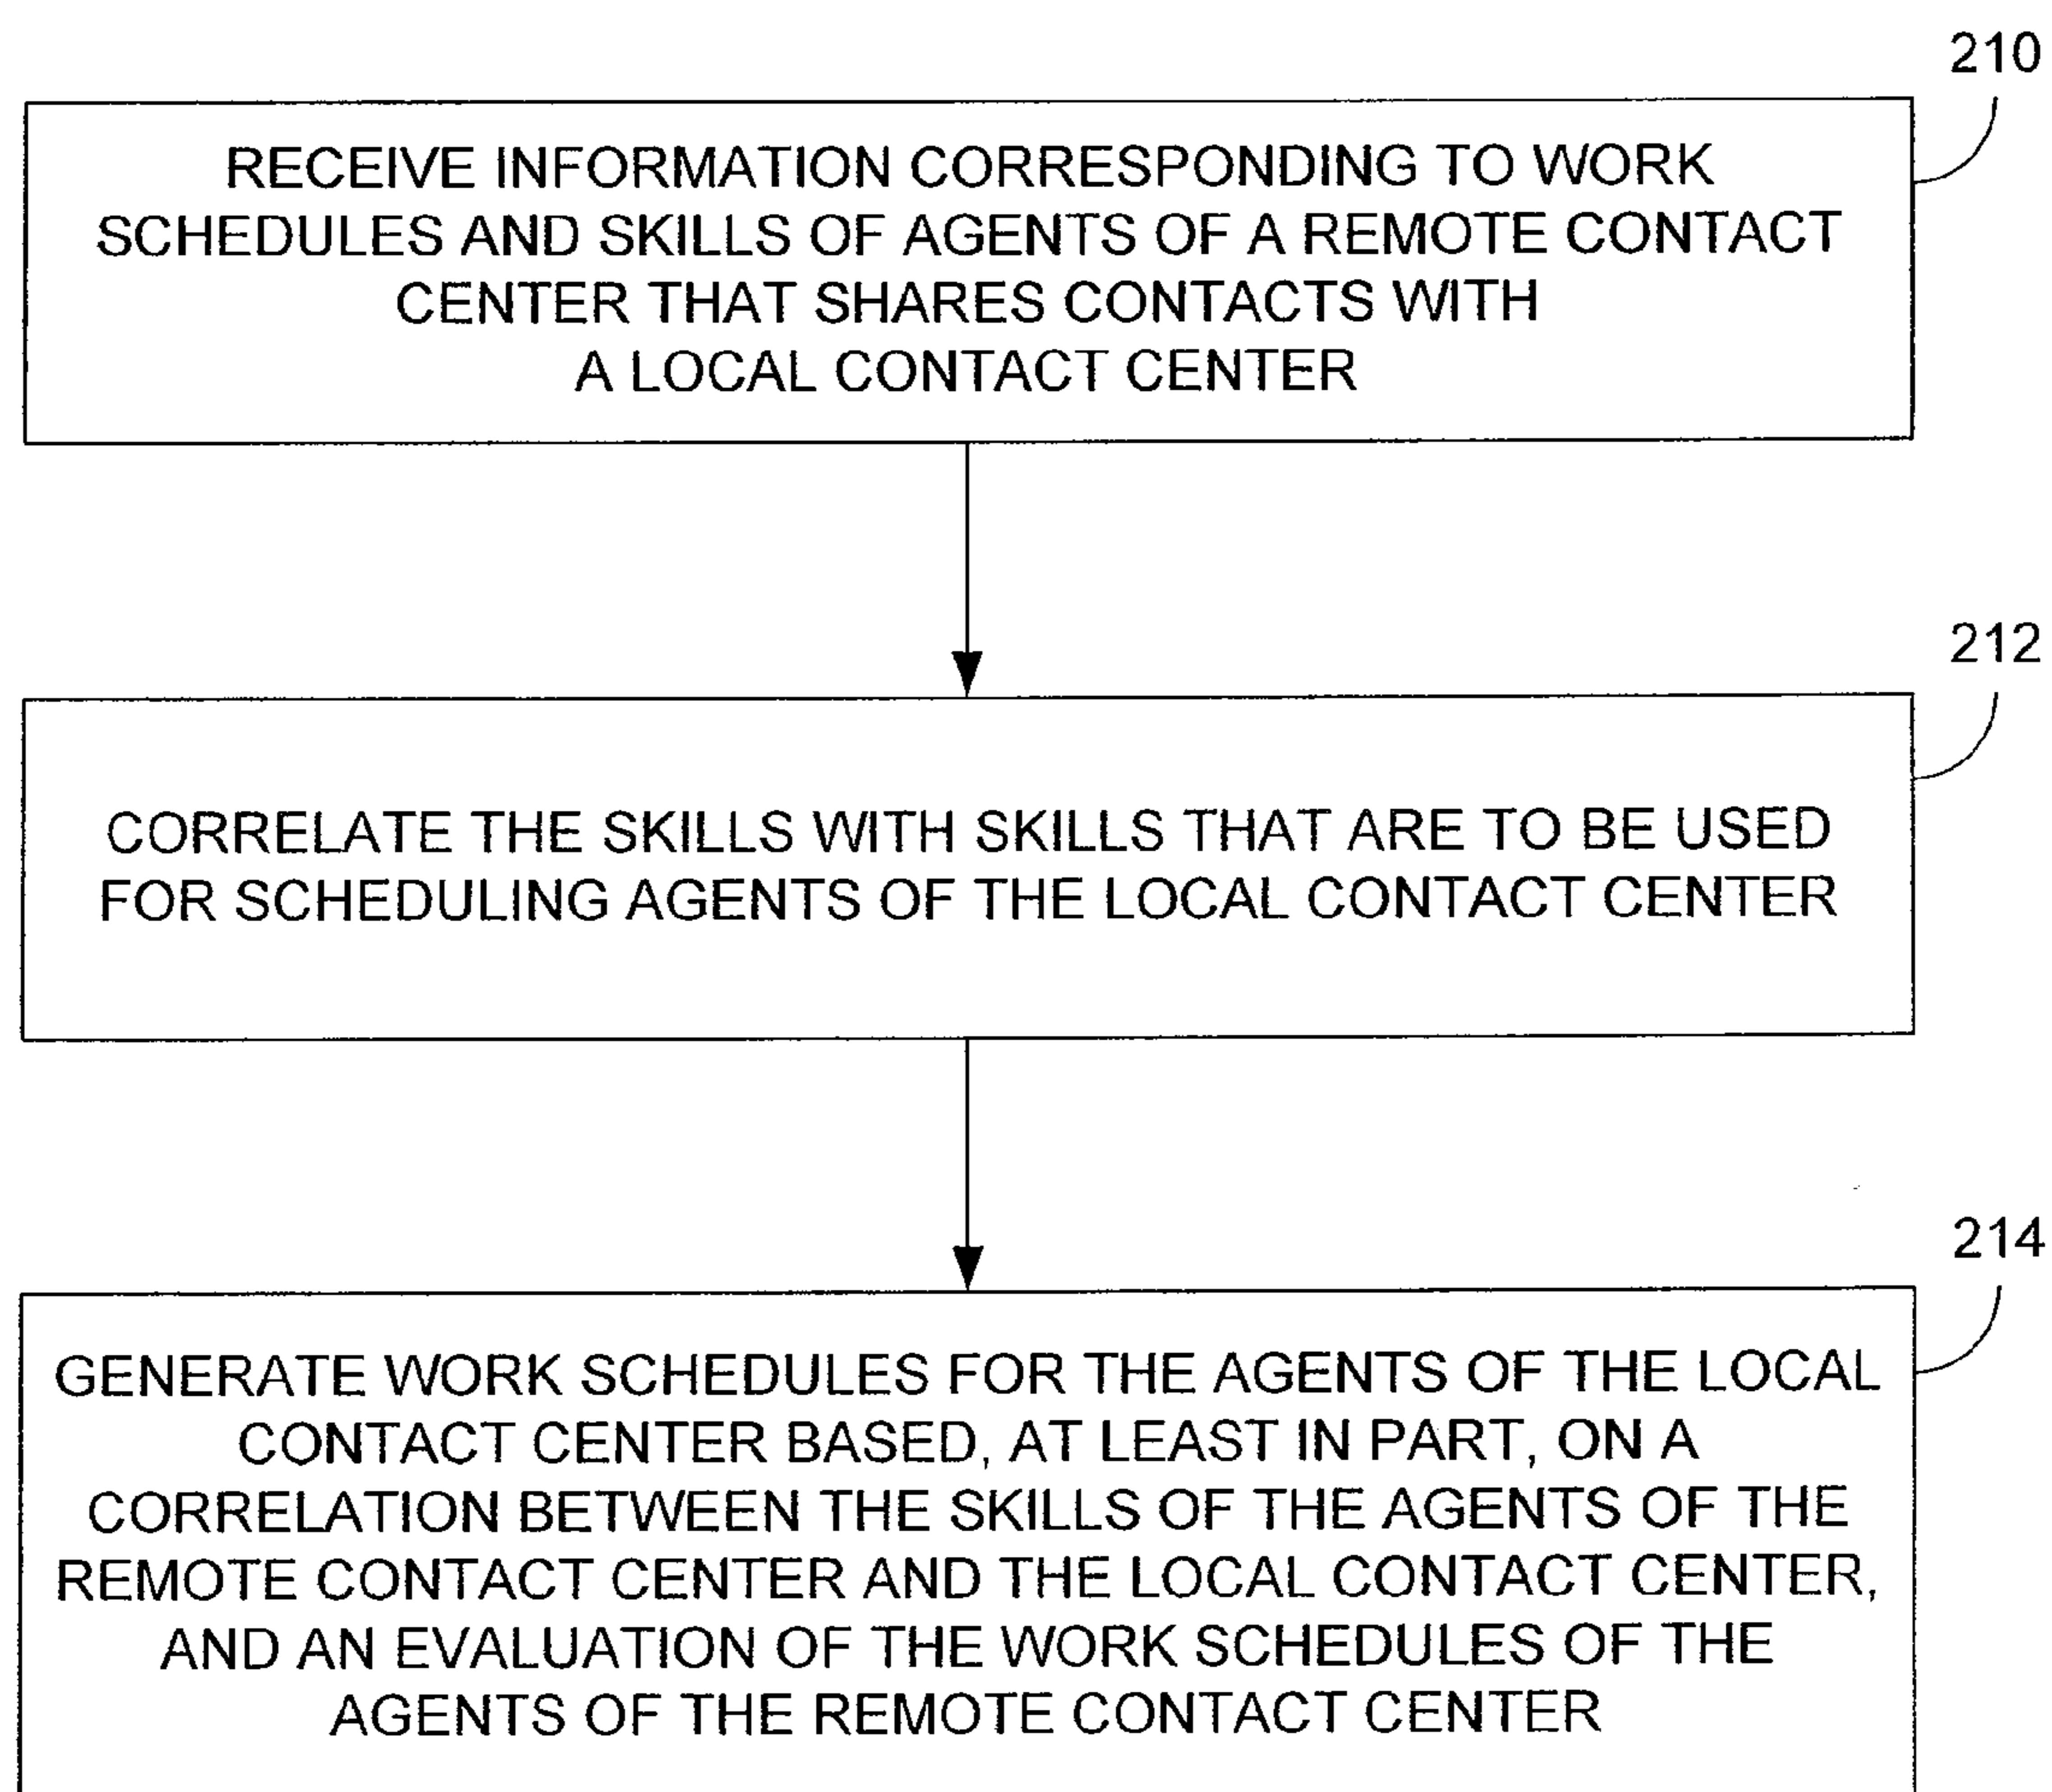 210
RECEIVE INFORMATION CORRESPONDING TO WORK
SCHEDULES AND SKILLS OF AGENTS OF A REMOTE CONTACT
CENTER THAT SHARES CONTACTS WITH
A LOCAL CONTACT CENTER
212
CORRELATE THE SKILLS WITH SKILLS THAT ARE TO BE USED
FOR SCHEDULING AGENTS OF THE LOCAL CONTACT CENTER
214
GENERATE WORK SCHEDULES FOR THE AGENTS OF THE LOCAL
CONTACT CENTER BASED, AT LEAST IN PART, ON A
CORRELATION BETWEEN THE SKILLS OF THE AGENTS OF THE
REMOTE CONTACT CENTER AND THE LOCAL CONTACT CENTER,
AND AN EVALUATION OF THE WORK SCHEDULES OF THE
AGENTS OF THE REMOTE CONTACT CENTER